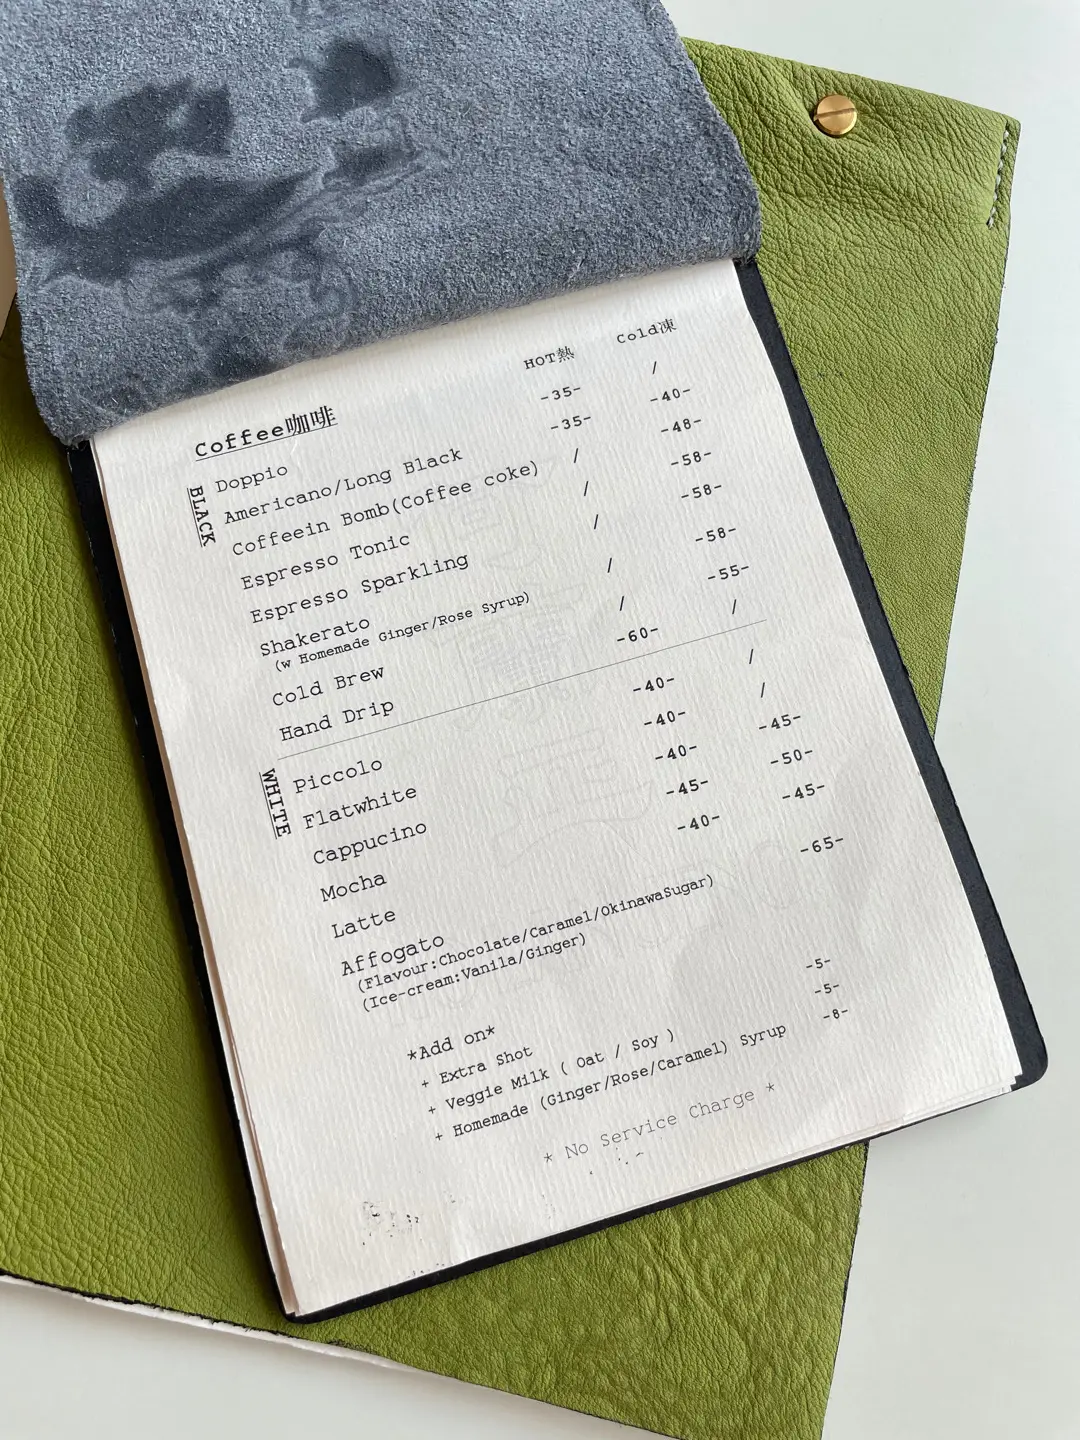 HOT熱 Cold凍
Coffee咖啡
BLACK
Doppio -35- /
Americano/Long Black -35- -40-
Coffeein Bomb(Coffee coke) / -48-
Espresso Tonic / -58-
Espresso Sparkling / -58-
Shakerato / -58-
(w Homemade Ginger/Rose Syrup)
Cold Brew / -55-
Hand Drip -60- /
WHITE
Piccolo -40- /
Flatwhite -40- /
Cappucino -40- -45-
Mocha -45- -50-
Latte -40- -45-
Affogato -65-
(Flavour:Chocolate/Caramel/OkinawaSugar)
(Ice-cream:Vanila/Ginger)
*Add on*
+ Extra Shot -5-
+ Veggie Milk ( Oat / Soy ) -5-
+ Homemade (Ginger/Rose/Caramel) Syrup -8-
* No Service Charge *